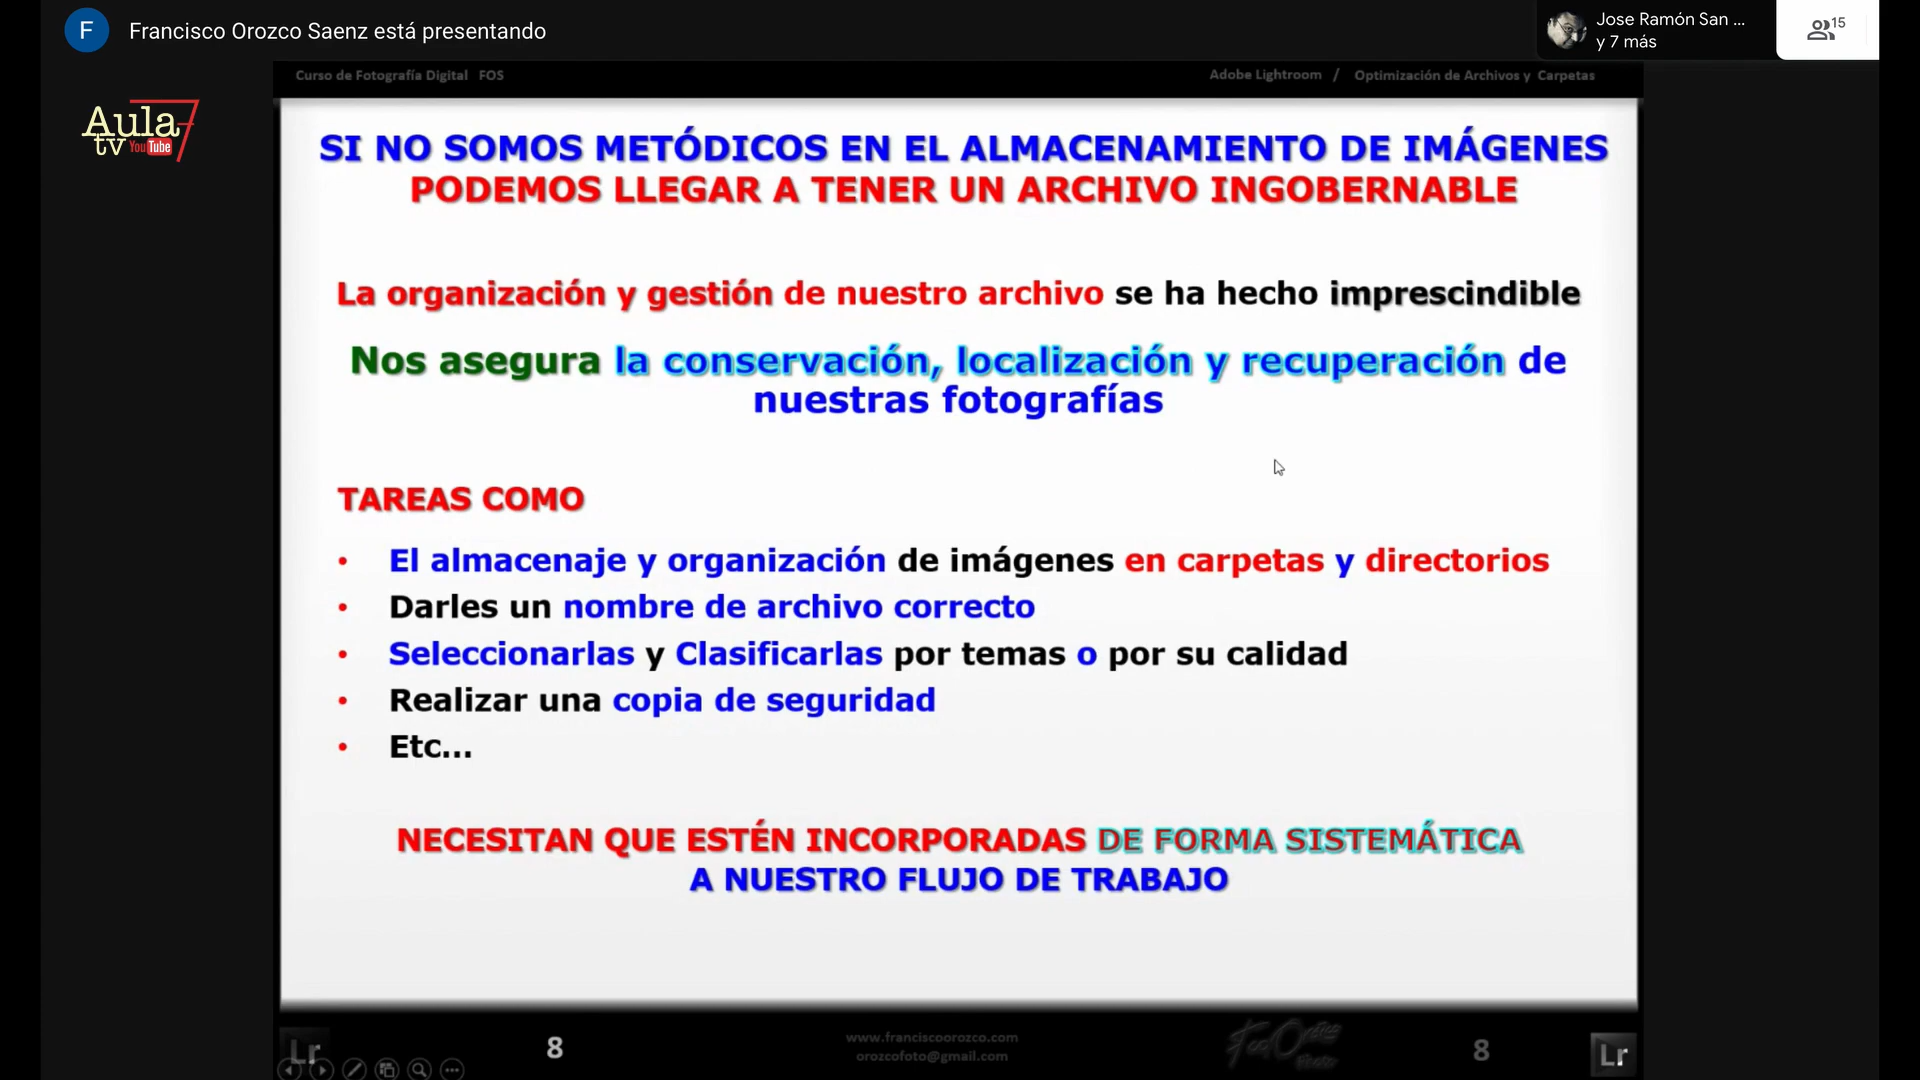 F Francisco Orozco Saenz está presentando
Jose Ramón San ...
y 7 más
15
Curso de Fotografía Digital FOS
Adobe Lightroom / Optimización de Archivos y Carpetas
Aula 7
tv YouTube
SI NO SOMOS METÓDICOS EN EL ALMACENAMIENTO DE IMÁGENES
PODEMOS LLEGAR A TENER UN ARCHIVO INGOBERNABLE
La organización y gestión de nuestro archivo se ha hecho imprescindible
Nos asegura la conservación, localización y recuperación de
nuestras fotografías
TAREAS COMO
• El almacenaje y organización de imágenes en carpetas y directorios
• Darles un nombre de archivo correcto
• Seleccionarlas y Clasificarlas por temas o por su calidad
• Realizar una copia de seguridad
• Etc...
NECESITAN QUE ESTÉN INCORPORADAS DE FORMA SISTEMÁTICA
A NUESTRO FLUJO DE TRABAJO
Lr
8
www.franciscoorozco.com
orozcofoto@gmail.com
8
Lr